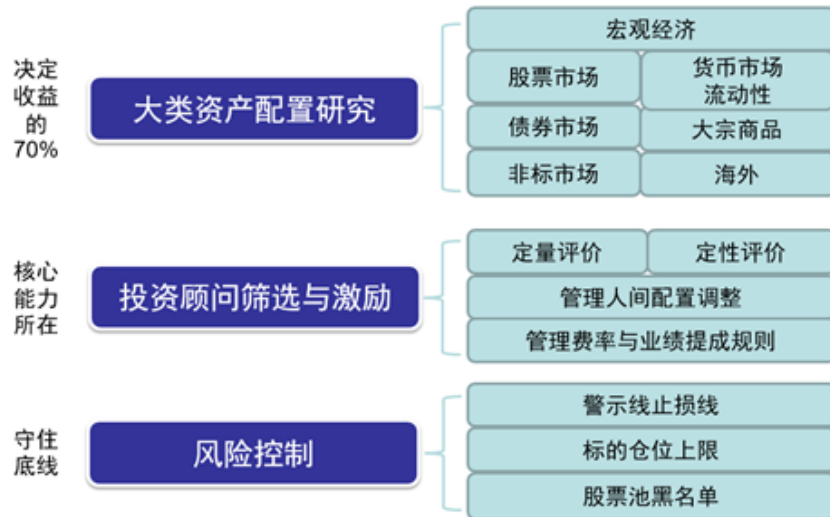 决定
收益
的
70%
大类资产配置研究
宏观经济
股票市场
货币市场
流动性
债券市场
大宗商品
非标市场
海外
核心
能力
所在
投资顾问筛选与激励
定量评价
定性评价
管理人间配置调整
管理费率与业绩提成规则
守住
底线
风险控制
警示线止损线
标的仓位上限
股票池黑名单